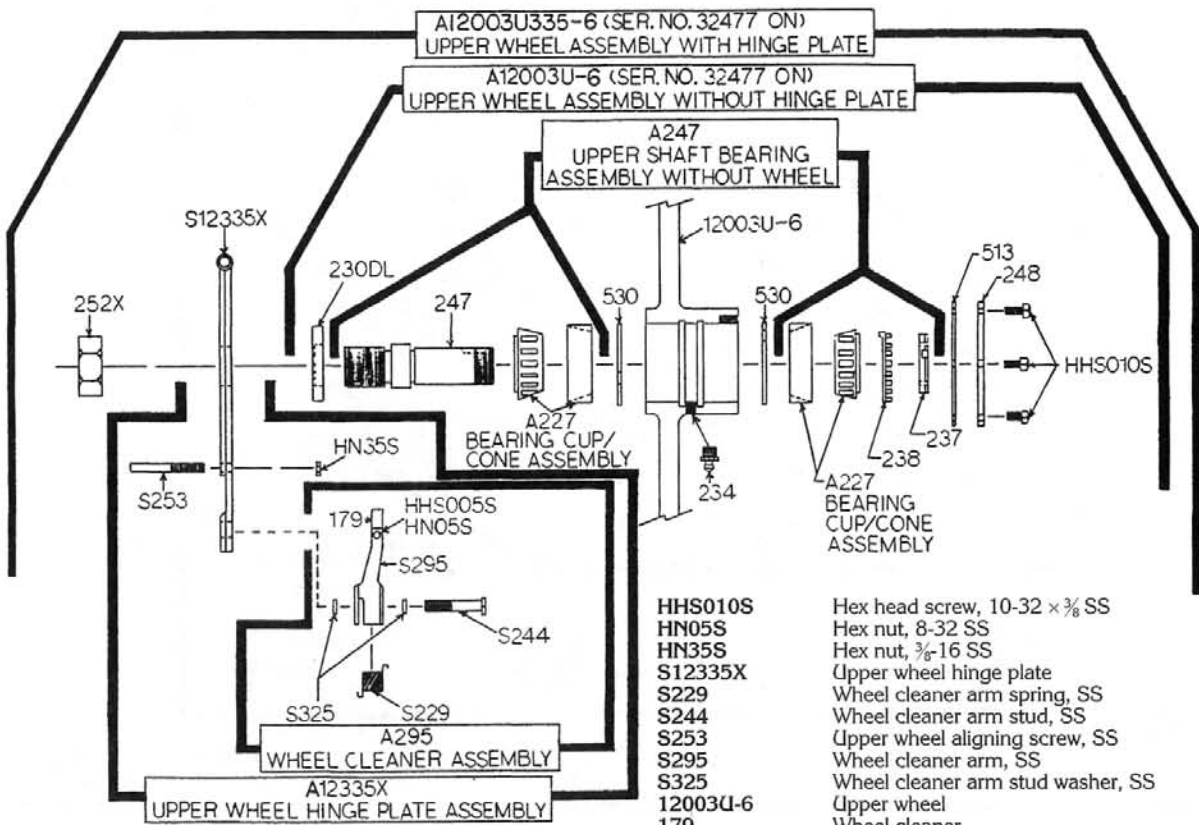 A12003U335-6 (SER. NO. 32477 ON)
UPPER WHEEL ASSEMBLY WITH HINGE PLATE
A12003U-6 (SER. NO. 32477 ON)
UPPER WHEEL ASSEMBLY WITHOUT HINGE PLATE
A247
UPPER SHAFT BEARING
ASSEMBLY WITHOUT WHEEL
S12335X
12003U-6
230DL
513
248
252X
247
530
530
HHS010S
A227
BEARING CUP/
CONE ASSEMBLY
237
238
HN35S
S253
234
A227
BEARING
CUP/CONE
ASSEMBLY
179
HHS005S
HN05S
S295
S244
S325
S229
A295
WHEEL CLEANER ASSEMBLY
A12335X
UPPER WHEEL HINGE PLATE ASSEMBLY
HHS010S Hex head screw, 10-32 × ⅜ SS
HN05S Hex nut, 8-32 SS
HN35S Hex nut, ⅜-16 SS
S12335X Upper wheel hinge plate
S229 Wheel cleaner arm spring, SS
S244 Wheel cleaner arm stud, SS
S253 Upper wheel aligning screw, SS
S295 Wheel cleaner arm, SS
S325 Wheel cleaner arm stud washer, SS
12003U-6 Upper wheel
179 Wheel cleaner